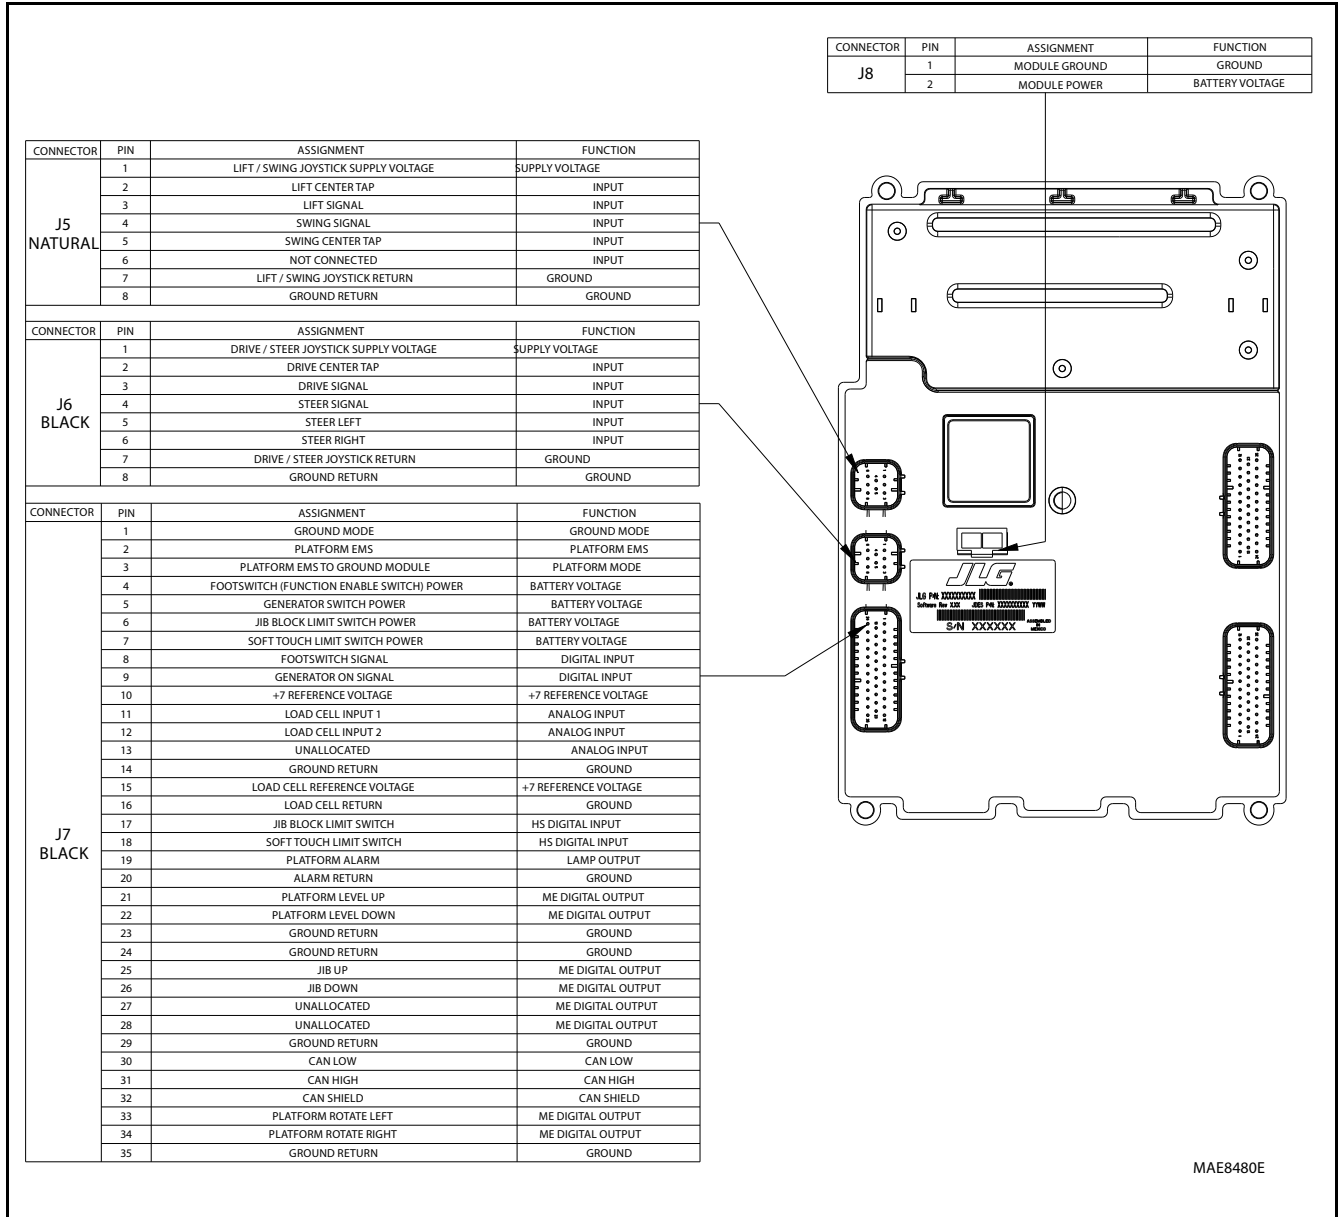 CONNECTOR PIN ASSIGNMENT FUNCTION
J8
1 MODULE GROUND GROUND
2 MODULE POWER BATTERY VOLTAGE
CONNECTOR PIN ASSIGNMENT FUNCTION
J5
NATURAL
1 LIFT / SWING JOYSTICK SUPPLY VOLTAGE SUPPLY VOLTAGE
2 LIFT CENTER TAP INPUT
3 LIFT SIGNAL INPUT
4 SWING SIGNAL INPUT
5 SWING CENTER TAP INPUT
6 NOT CONNECTED INPUT
7 LIFT / SWING JOYSTICK RETURN GROUND
8 GROUND RETURN GROUND
CONNECTOR PIN ASSIGNMENT FUNCTION
J6
BLACK
1 DRIVE / STEER JOYSTICK SUPPLY VOLTAGE SUPPLY VOLTAGE
2 DRIVE CENTER TAP INPUT
3 DRIVE SIGNAL INPUT
4 STEER SIGNAL INPUT
5 STEER LEFT INPUT
6 STEER RIGHT INPUT
7 DRIVE / STEER JOYSTICK RETURN GROUND
8 GROUND RETURN GROUND
CONNECTOR PIN ASSIGNMENT FUNCTION
J7
BLACK
1 GROUND MODE GROUND MODE
2 PLATFORM EMS PLATFORM EMS
3 PLATFORM EMS TO GROUND MODULE PLATFORM MODE
4 FOOTSWITCH (FUNCTION ENABLE SWITCH) POWER BATTERY VOLTAGE
5 GENERATOR SWITCH POWER BATTERY VOLTAGE
6 JIB BLOCK LIMIT SWITCH POWER BATTERY VOLTAGE
7 SOFT TOUCH LIMIT SWITCH POWER BATTERY VOLTAGE
8 FOOTSWITCH SIGNAL DIGITAL INPUT
9 GENERATOR ON SIGNAL DIGITAL INPUT
10 +7 REFERENCE VOLTAGE +7 REFERENCE VOLTAGE
11 LOAD CELL INPUT 1 ANALOG INPUT
12 LOAD CELL INPUT 2 ANALOG INPUT
13 UNALLOCATED ANALOG INPUT
14 GROUND RETURN GROUND
15 LOAD CELL REFERENCE VOLTAGE +7 REFERENCE VOLTAGE
16 LOAD CELL RETURN GROUND
17 JIB BLOCK LIMIT SWITCH HS DIGITAL INPUT
18 SOFT TOUCH LIMIT SWITCH HS DIGITAL INPUT
19 PLATFORM ALARM LAMP OUTPUT
20 ALARM RETURN GROUND
21 PLATFORM LEVEL UP ME DIGITAL OUTPUT
22 PLATFORM LEVEL DOWN ME DIGITAL OUTPUT
23 GROUND RETURN GROUND
24 GROUND RETURN GROUND
25 JIB UP ME DIGITAL OUTPUT
26 JIB DOWN ME DIGITAL OUTPUT
27 UNALLOCATED ME DIGITAL OUTPUT
28 UNALLOCATED ME DIGITAL OUTPUT
29 GROUND RETURN GROUND
30 CAN LOW CAN LOW
31 CAN HIGH CAN HIGH
32 CAN SHIELD CAN SHIELD
33 PLATFORM ROTATE LEFT ME DIGITAL OUTPUT
34 PLATFORM ROTATE RIGHT ME DIGITAL OUTPUT
35 GROUND RETURN GROUND
JLG
JLG P/N: XXXXXXXXXX
Software Rev XXX JDES P/N: XXXXXXXXXX YYWW
S/N XXXXXX
ASSEMBLED
IN
MEXICO
MAE8480E